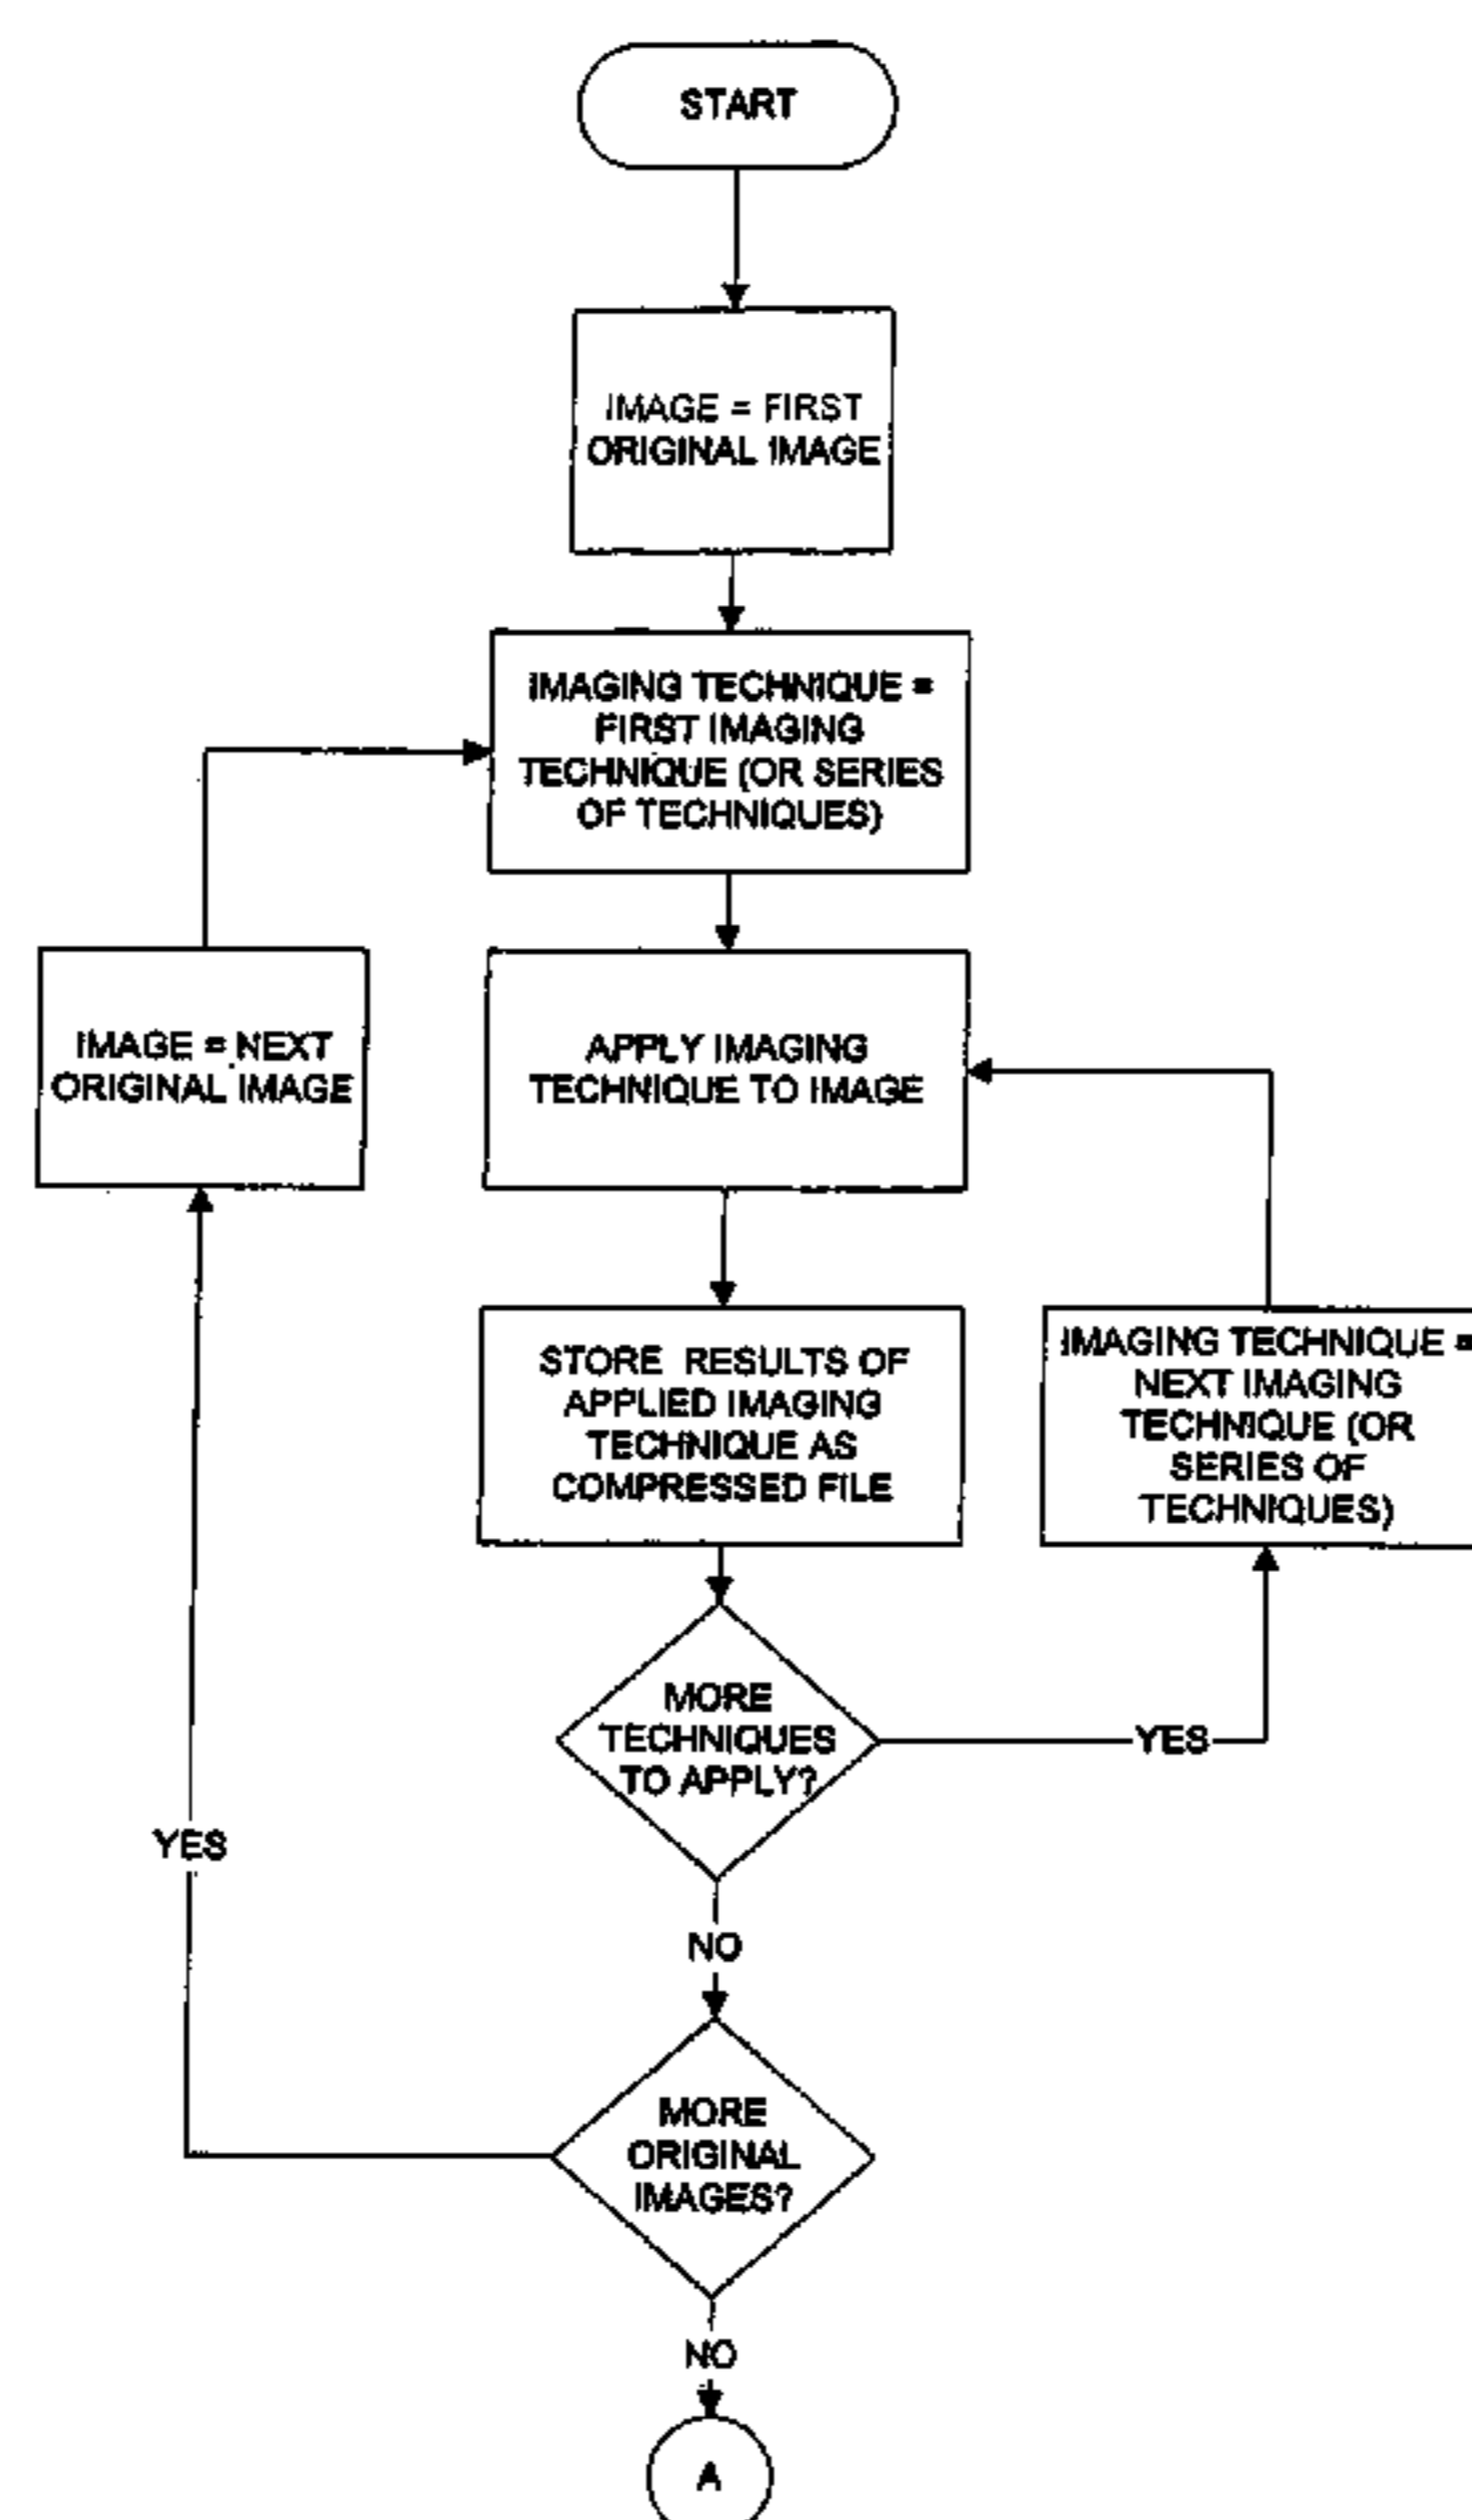 START
IMAGE = FIRST
ORIGINAL IMAGE
IMAGING TECHNIQUE =
FIRST IMAGING
TECHNIQUE (OR SERIES
OF TECHNIQUES)
IMAGE = NEXT
ORIGINAL IMAGE
APPLY IMAGING
TECHNIQUE TO IMAGE
STORE RESULTS OF
APPLIED IMAGING
TECHNIQUE AS
COMPRESSED FILE
IMAGING TECHNIQUE =
NEXT IMAGING
TECHNIQUE (OR
SERIES OF
TECHNIQUES)
MORE
TECHNIQUES
TO APPLY?
YES
YES
NO
MORE
ORIGINAL
IMAGES?
NO
A